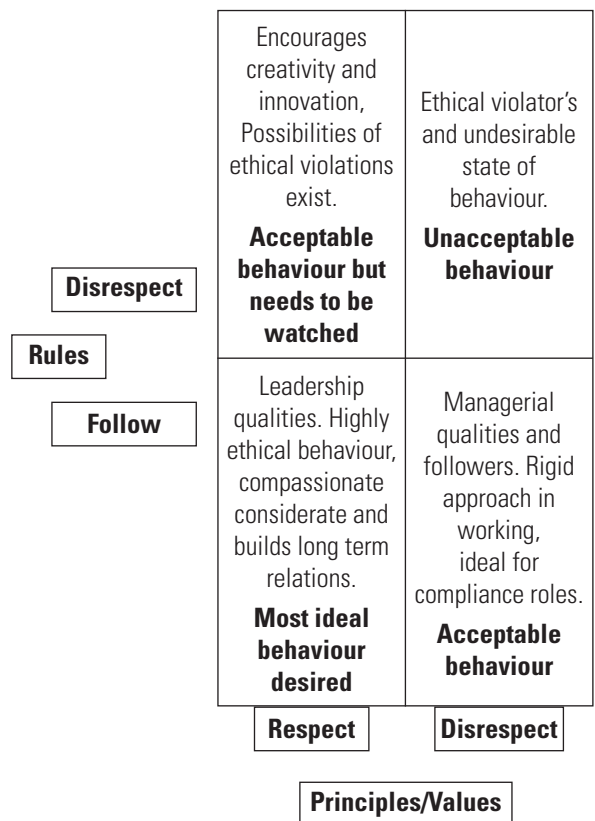 Encourages
creativity and
innovation,
Possibilities of
ethical violations
exist.
Acceptable
behaviour but
needs to be
watched
Ethical violator's
and undesirable
state of
behaviour.
Unacceptable
behaviour
Disrespect
Rules
Follow
Leadership
qualities. Highly
ethical behaviour,
compassionate
considerate and
builds long term
relations.
Most ideal
behaviour
desired
Managerial
qualities and
followers. Rigid
approach in
working,
ideal for
compliance roles.
Acceptable
behaviour
Respect
Disrespect
Principles/Values